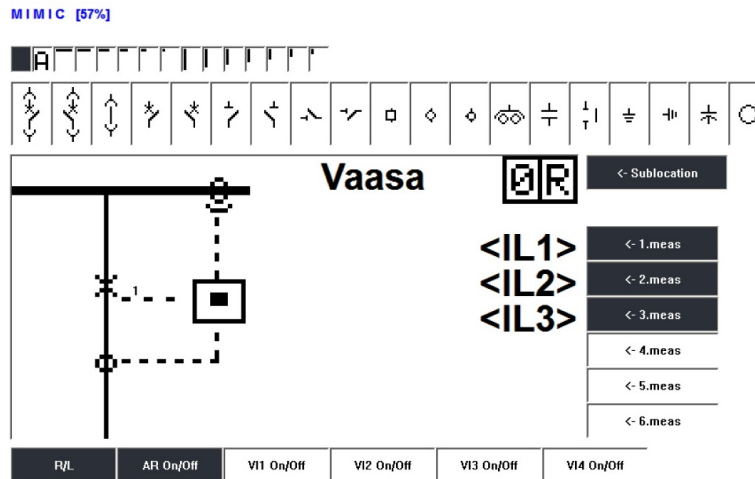 MIMIC [57%]
A
Vaasa
0R
<- Sublocation
<IL1>
<- 1.meas
<IL2>
<- 2.meas
<IL3>
<- 3.meas
1
<- 4.meas
<- 5.meas
<- 6.meas
R/L
AR On/Off
VI1 On/Off
VI2 On/Off
VI3 On/Off
VI4 On/Off